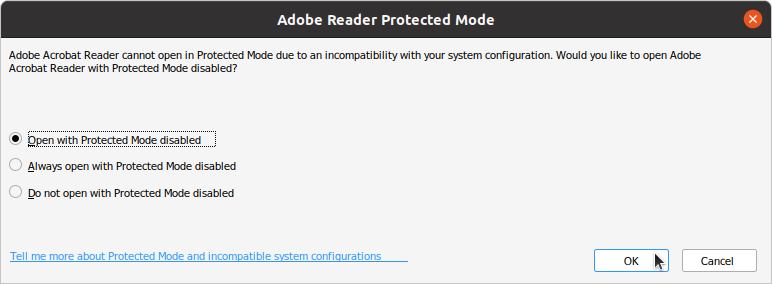 Adobe Reader Protected Mode
Adobe Acrobat Reader cannot open in Protected Mode due to an incompatibility with your system configuration. Would you like to open Adobe
Acrobat Reader with Protected Mode disabled?
Open with Protected Mode disabled
Always open with Protected Mode disabled
Do not open with Protected Mode disabled
Tell me more about Protected Mode and incompatible system configurations
OK
Cancel